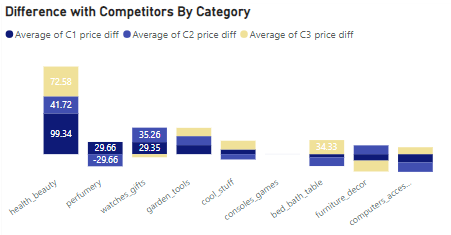 Difference with Competitors By Category
Average of C1 price diff Average of C2 price diff Average of C3 price diff
72.58
41.72
99.34
29.66
-29.66
35.26
29.35
34.33
health_beauty
perfumery
watches_gifts
garden_tools
cool_stuff
consoles_games
bed_bath_table
furniture_decor
computers_acces...